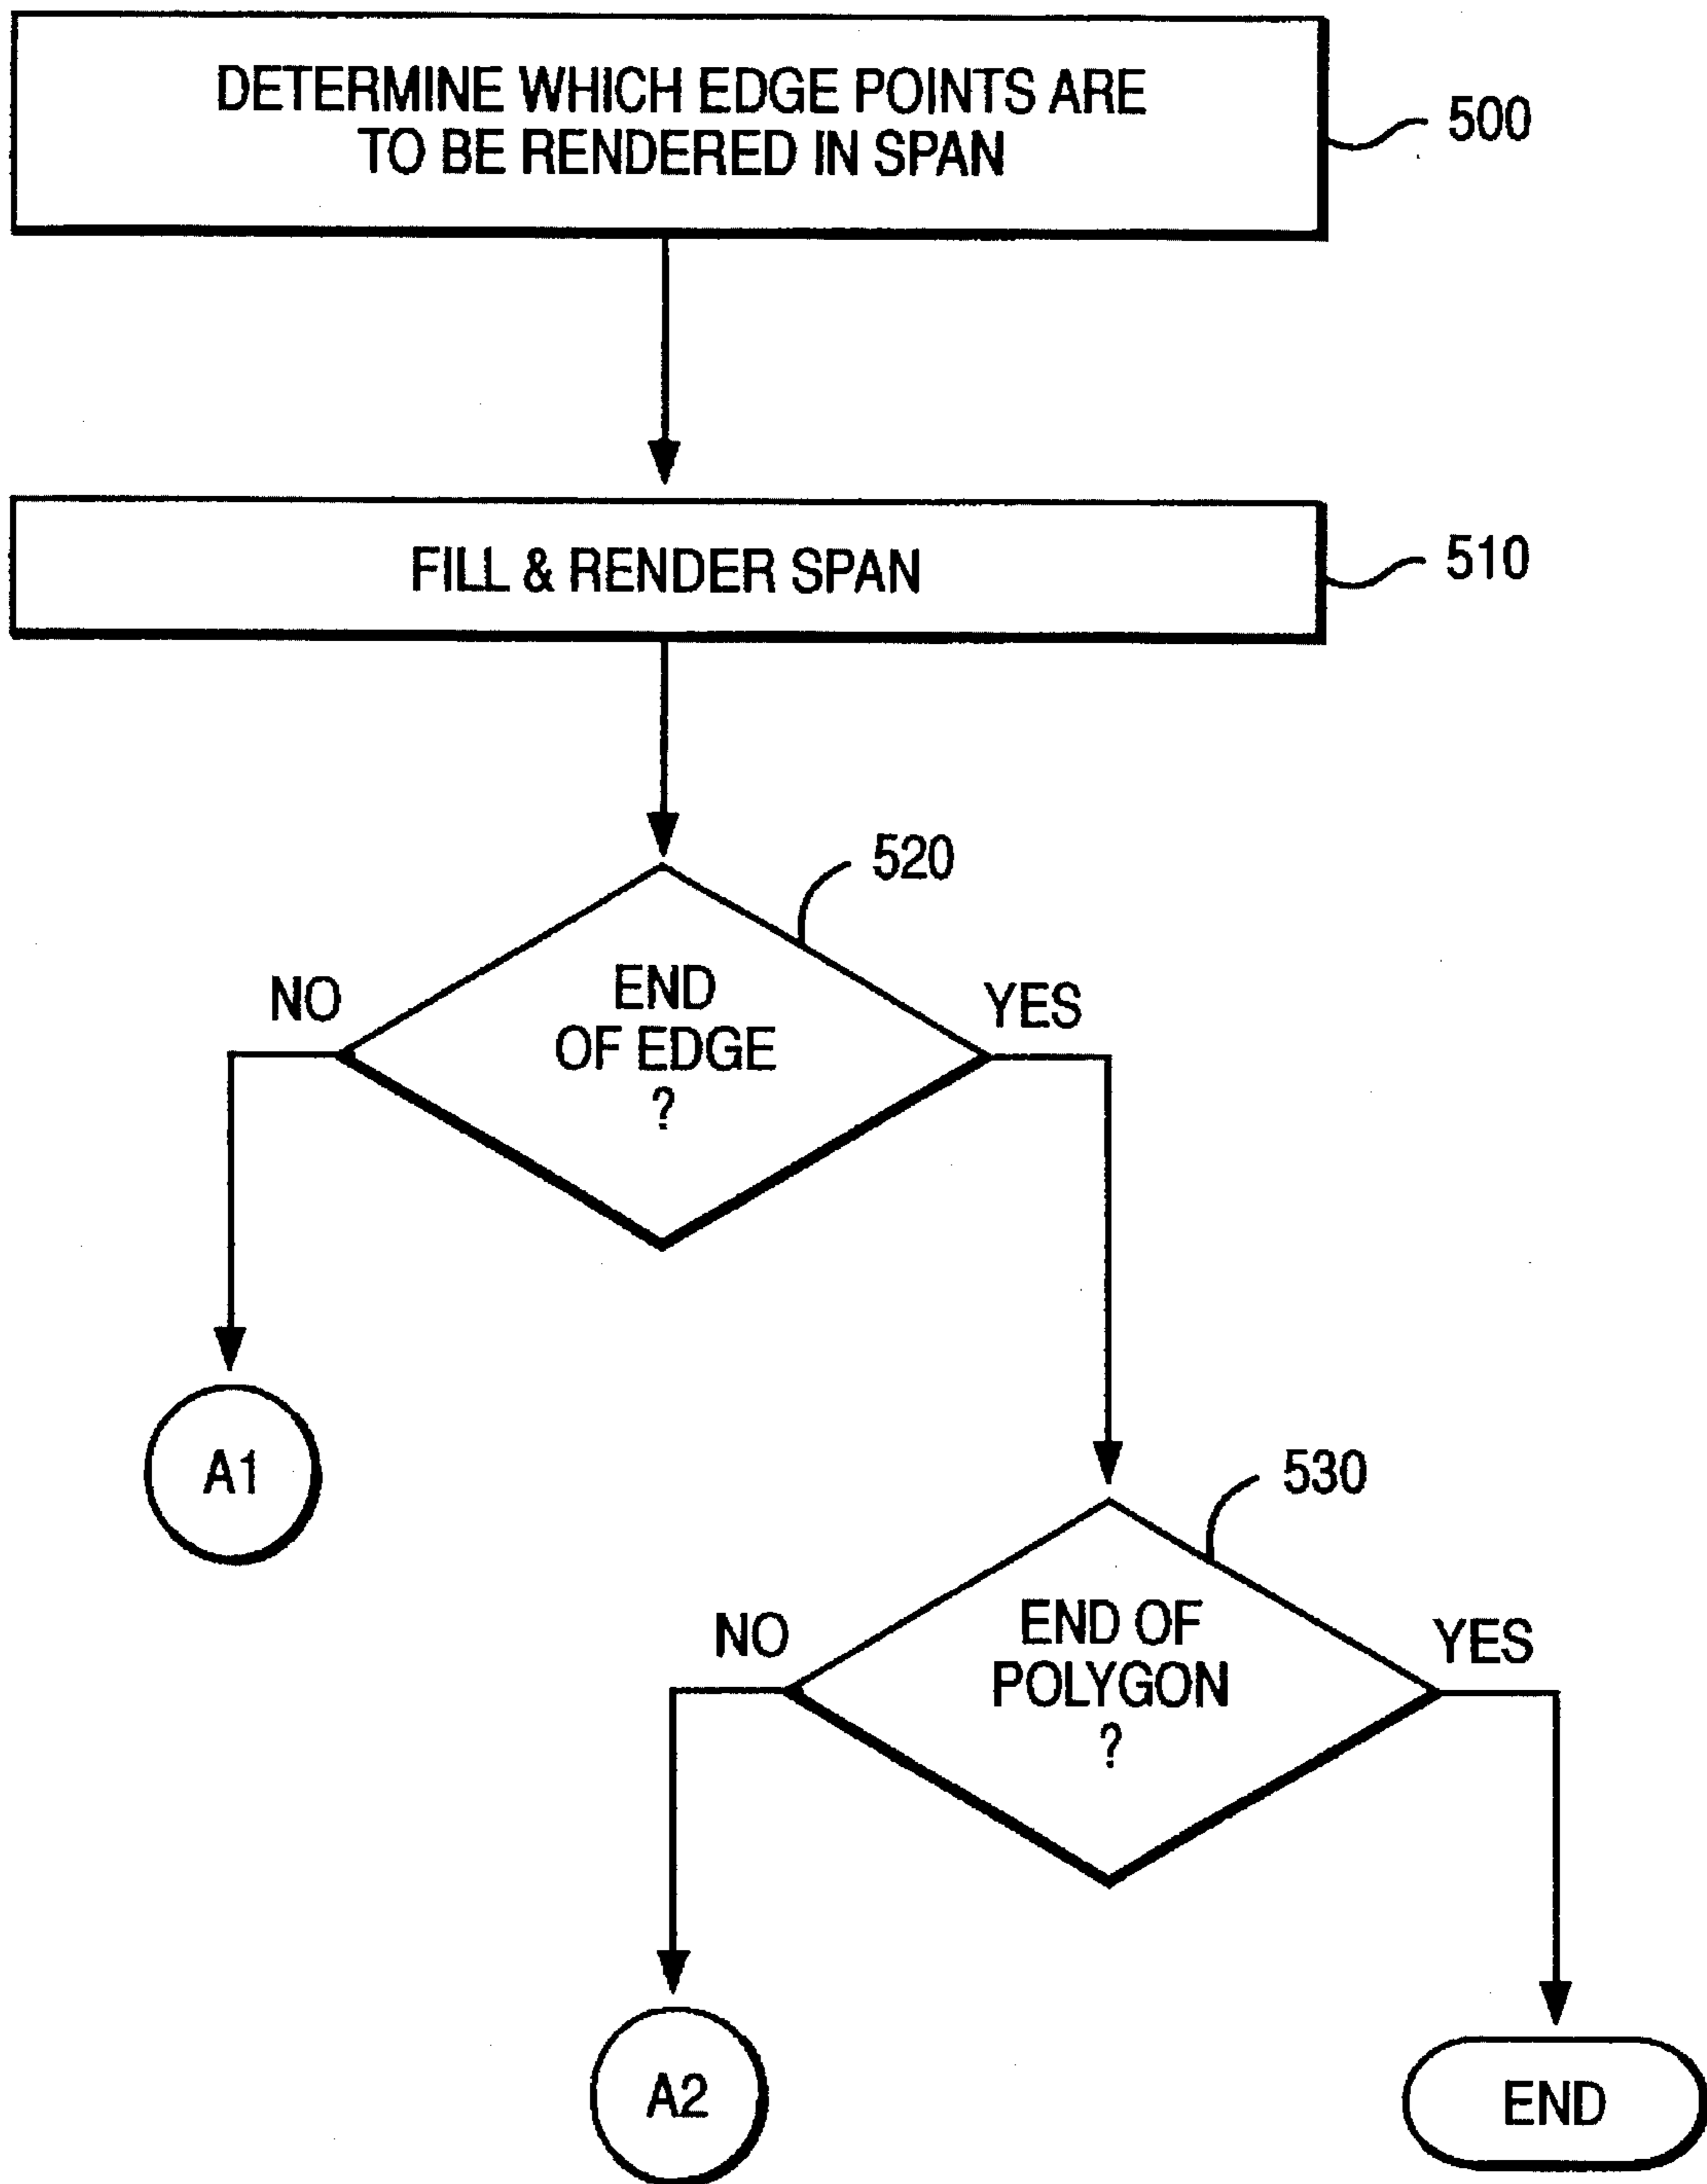 DETERMINE WHICH EDGE POINTS ARE
TO BE RENDERED IN SPAN
500
FILL & RENDER SPAN
510
520
NO
END
OF EDGE
?
YES
A1
530
NO
END OF
POLYGON
?
YES
A2
END